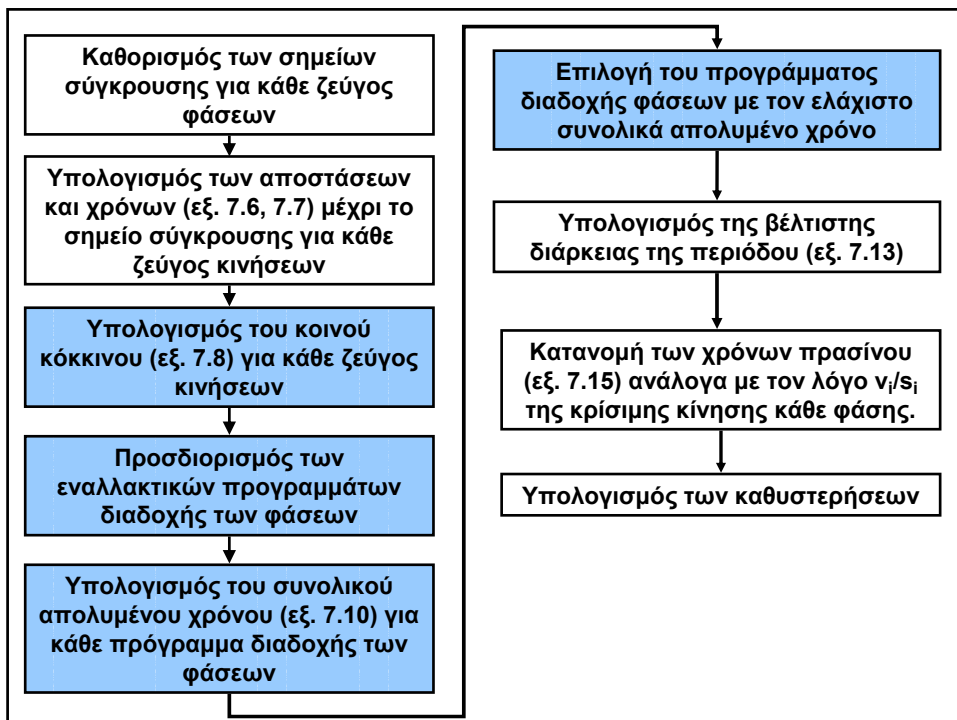 Καθορισμός των σημείων
σύγκρουσης για κάθε ζεύγος
φάσεων
Υπολογισμός των αποστάσεων
και χρόνων (εξ. 7.6, 7.7) μέχρι το
σημείο σύγκρουσης για κάθε
ζεύγος κινήσεων
Υπολογισμός του κοινού
κόκκινου (εξ. 7.8) για κάθε ζεύγος
κινήσεων
Προσδιορισμός των
εναλλακτικών προγραμμάτων
διαδοχής των φάσεων
Υπολογισμός του συνολικού
απολυμένου χρόνου (εξ. 7.10) για
κάθε πρόγραμμα διαδοχής των
φάσεων
Επιλογή του προγράμματος
διαδοχής φάσεων με τον ελάχιστο
συνολικά απολυμένο χρόνο
Υπολογισμός της βέλτιστης
διάρκειας της περιόδου (εξ. 7.13)
Κατανομή των χρόνων πρασίνου
(εξ. 7.15) ανάλογα με τον λόγο vᵢ/sᵢ
της κρίσιμης κίνησης κάθε φάσης.
Υπολογισμός των καθυστερήσεων